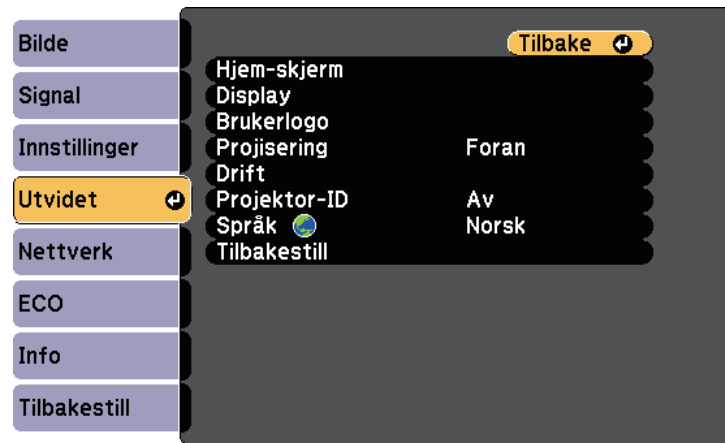 Bilde
Signal
Innstillinger
Utvidet
Nettverk
ECO
Info
Tilbakestill
Tilbake
Hjem-skjerm
Display
Brukerlogo
Projisering Foran
Drift
Projektor-ID Av
Språk Norsk
Tilbakestill